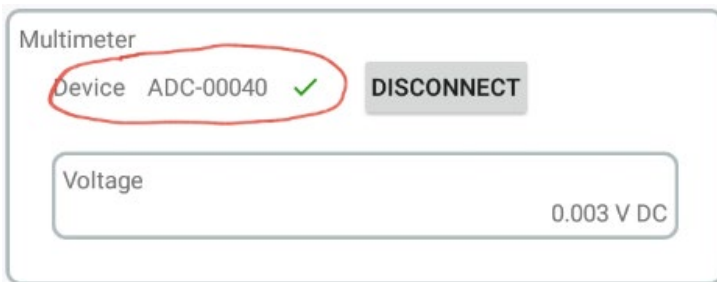 Multimeter
Device ADC-00040 DISCONNECT
Voltage
0.003 V DC